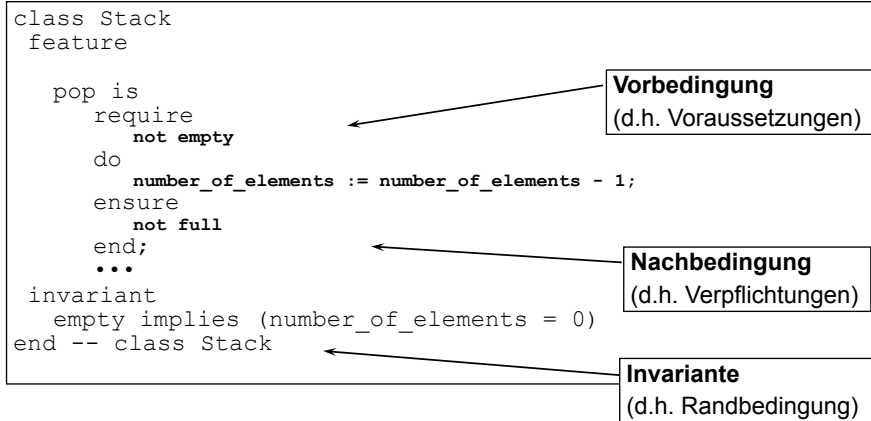 class Stack
feature
pop is
require
not empty
do
number_of_elements := number_of_elements - 1;
ensure
not full
end;
•••
invariant
empty implies (number_of_elements = 0)
end -- class Stack
Vorbedingung
(d.h. Voraussetzungen)
Nachbedingung
(d.h. Verpflichtungen)
Invariante
(d.h. Randbedingung)